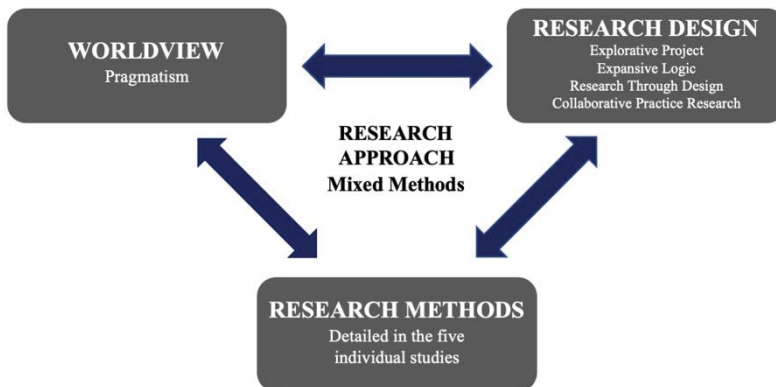 WORLDVIEW
Pragmatism
RESEARCH DESIGN
Explorative Project
Expansive Logic
Research Through Design
Collaborative Practice Research
RESEARCH
APPROACH
Mixed Methods
RESEARCH METHODS
Detailed in the five
individual studies